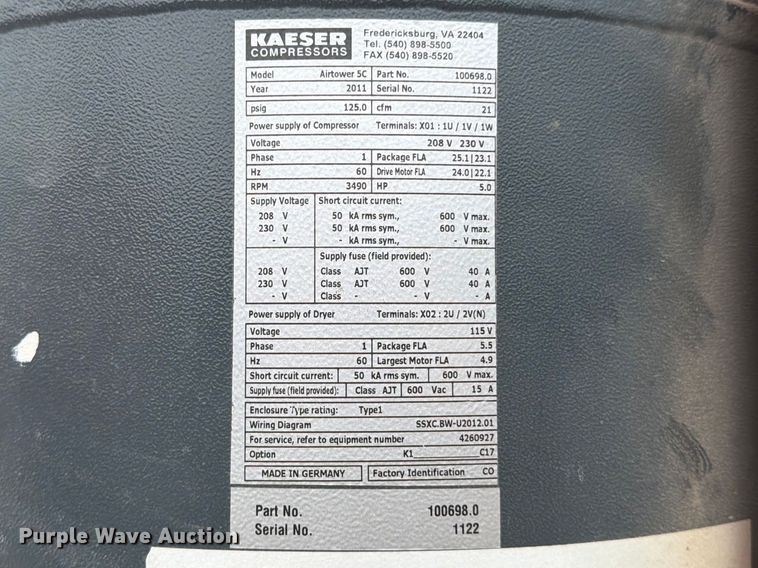 KAESER COMPRESSORS
Fredericksburg, VA 22404
Tel. (540) 898-5500
FAX (540) 898-5520
Model Airtower 5C Part No. 100698.0
Year 2011 Serial No. 1122
psig 125.0 cfm 21
Power supply of Compressor Terminals: X01 : 1U / 1V / 1W
Voltage 208 V 230 V
Phase 1 Package FLA 25.1|23.1
Hz 60 Drive Motor FLA 24.0|22.1
RPM 3490 HP 5.0
Supply Voltage Short circuit current:
208 V 50 kA rms sym., 600 V max.
230 V 50 kA rms sym., 600 V max.
- V - kA rms sym., - V max.
Supply fuse (field provided):
208 V Class AJT 600 V 40 A
230 V Class AJT 600 V 40 A
- V Class - - V - A
Power supply of Dryer Terminals: X02 : 2U / 2V(N)
Voltage 115 V
Phase 1 Package FLA 5.5
Hz 60 Largest Motor FLA 4.9
Short circuit current: 50 kA rms sym. 600 V max.
Supply fuse (field provided): Class AJT 600 Vac 15 A
Enclosure Type rating: Type1
Wiring Diagram SSXC.BW-U2012.01
For service, refer to equipment number 4260927
Option K1 C17
MADE IN GERMANY Factory Identification CO
Part No. 100698.0
Serial No. 1122
Purple Wave Auction